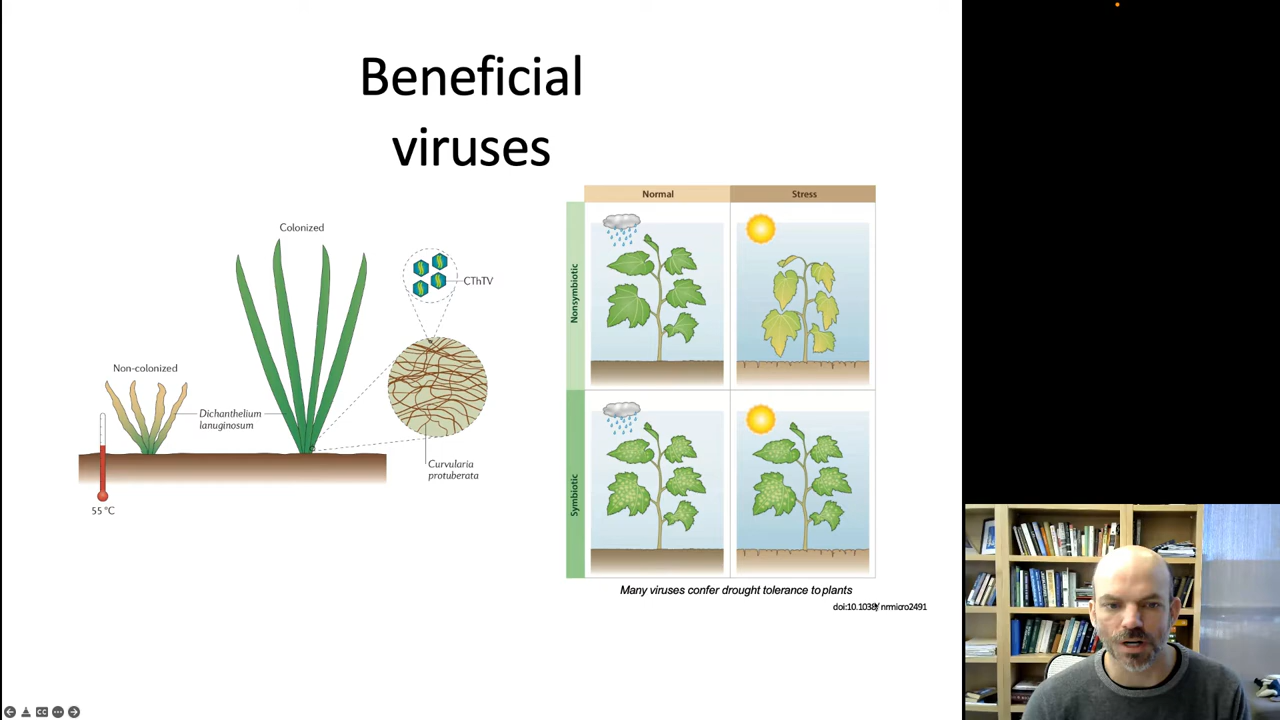 Beneficial
viruses
Colonized
CThTV
Non-colonized
Dichanthelium
lanuginosum
Curvularia
protuberata
55 °C
Normal
Stress
Nonsymbiotic
Symbiotic
Many viruses confer drought tolerance to plants
doi:10.1038/ nrmicro2491